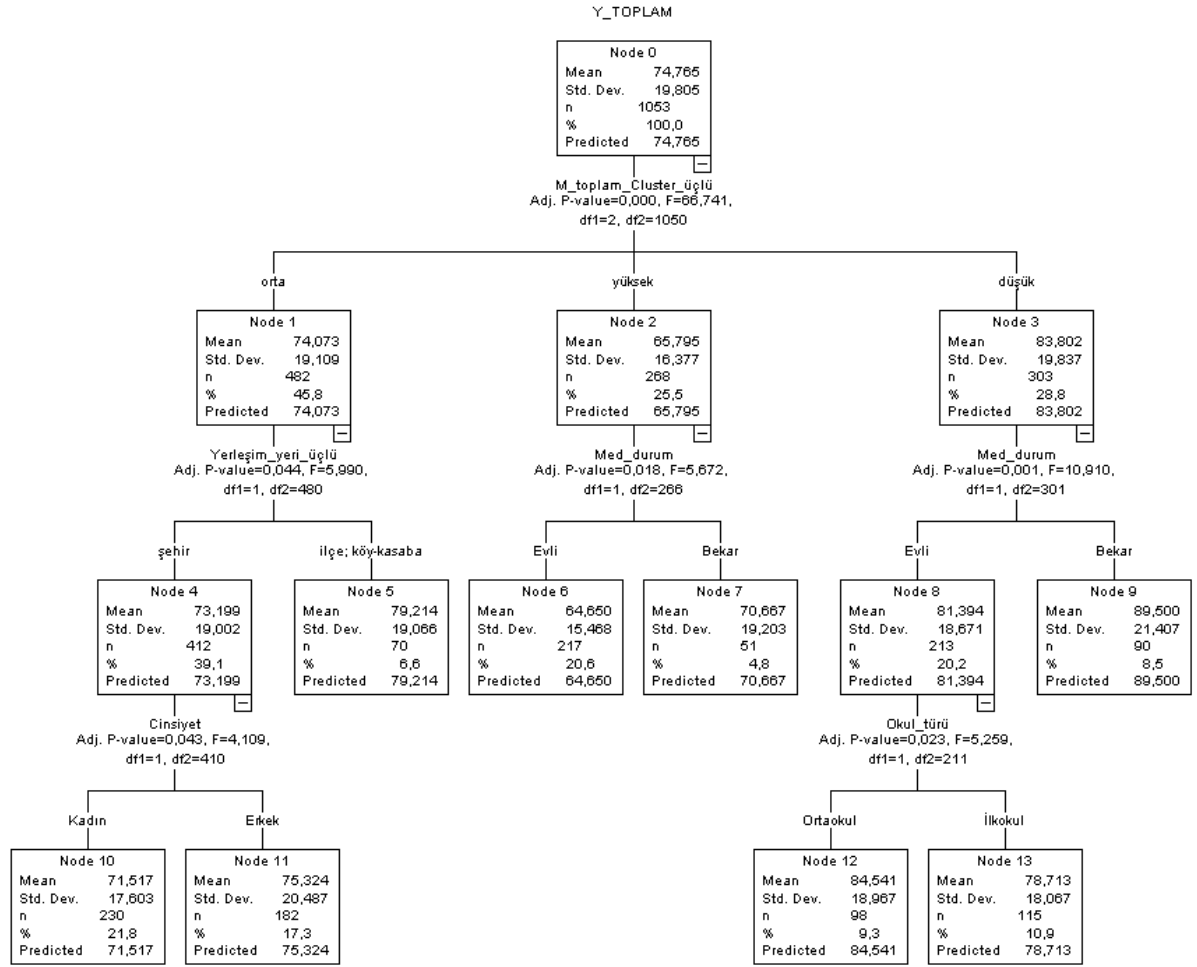 Y_TOPLAM
Node 0
Mean 74,765
Std. Dev. 19,805
n 1053
% 100,0
Predicted 74,765
M_toplam_Cluster_üçlü
Adj. P-value=0,000, F=66,741,
df1=2, df2=1050
orta
yüksek
düşük
Node 1
Mean 74,073
Std. Dev. 19,109
n 482
% 45,8
Predicted 74,073
Node 2
Mean 65,795
Std. Dev. 16,377
n 268
% 25,5
Predicted 65,795
Node 3
Mean 83,802
Std. Dev. 19,837
n 303
% 28,8
Predicted 83,802
Yerleşim_yeri_üçlü
Adj. P-value=0,044, F=5,990,
df1=1, df2=480
Med_durum
Adj. P-value=0,018, F=5,672,
df1=1, df2=266
Med_durum
Adj. P-value=0,001, F=10,910,
df1=1, df2=301
şehir
ilçe; köy-kasaba
Evli
Bekar
Evli
Bekar
Node 4
Mean 73,199
Std. Dev. 19,002
n 412
% 39,1
Predicted 73,199
Node 5
Mean 79,214
Std. Dev. 19,066
n 70
% 6,6
Predicted 79,214
Node 6
Mean 64,650
Std. Dev. 15,468
n 217
% 20,6
Predicted 64,650
Node 7
Mean 70,667
Std. Dev. 19,203
n 51
% 4,8
Predicted 70,667
Node 8
Mean 81,394
Std. Dev. 18,671
n 213
% 20,2
Predicted 81,394
Node 9
Mean 89,500
Std. Dev. 21,407
n 90
% 8,5
Predicted 89,500
Cinsiyet
Adj. P-value=0,043, F=4,109,
df1=1, df2=410
Okul_türü
Adj. P-value=0,023, F=5,259,
df1=1, df2=211
Kadın
Erkek
Ortaokul
İlkokul
Node 10
Mean 71,517
Std. Dev. 17,603
n 230
% 21,8
Predicted 71,517
Node 11
Mean 75,324
Std. Dev. 20,487
n 182
% 17,3
Predicted 75,324
Node 12
Mean 84,541
Std. Dev. 18,967
n 98
% 9,3
Predicted 84,541
Node 13
Mean 78,713
Std. Dev. 18,067
n 115
% 10,9
Predicted 78,713